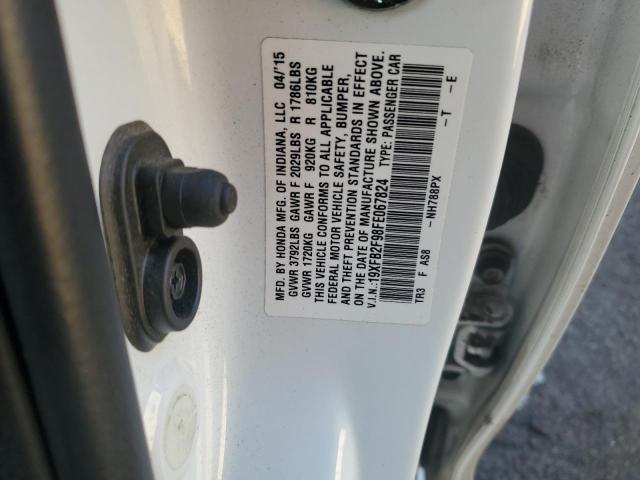 MFD. BY HONDA MFG. OF INDIANA, LLC 04/'15
GVWR 3792LBS GAWR F 2029LBS R 1786LBS
GVWR 1720KG GAWR F 920KG R 810KG
THIS VEHICLE CONFORMS TO ALL APPLICABLE
FEDERAL MOTOR VEHICLE SAFETY, BUMPER,
AND THEFT PREVENTION STANDARDS IN EFFECT
ON THE DATE OF MANUFACTURE SHOWN ABOVE.
V.I.N.:19XFB2F98FE067824 TYPE: PASSENGER CAR
-NH788PX -T -E
TR3 F AS8